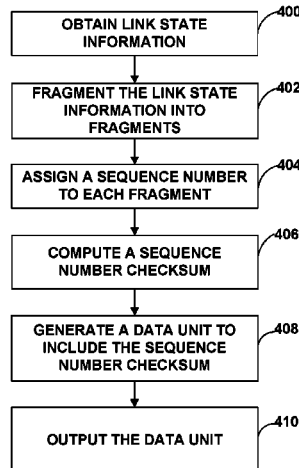 400
OBTAIN LINK STATE
INFORMATION
402
FRAGMENT THE LINK STATE
INFORMATION INTO
FRAGMENTS
404
ASSIGN A SEQUENCE NUMBER
TO EACH FRAGMENT
406
COMPUTE A SEQUENCE
NUMBER CHECKSUM
408
GENERATE A DATA UNIT TO
INCLUDE THE SEQUENCE
NUMBER CHECKSUM
410
OUTPUT THE DATA UNIT